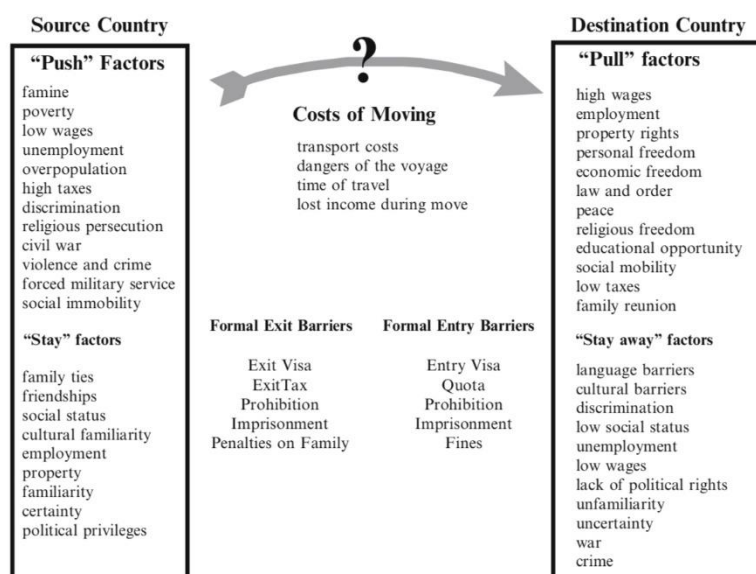 Source Country
“Push” Factors
famine
poverty
low wages
unemployment
overpopulation
high taxes
discrimination
religious persecution
civil war
violence and crime
forced military service
social immobility
“Stay” factors
family ties
friendships
social status
cultural familiarity
employment
property
familiarity
certainty
political privileges
?
Costs of Moving
transport costs
dangers of the voyage
time of travel
lost income during move
Formal Exit Barriers
Exit Visa
ExitTax
Prohibition
Imprisonment
Penalties on Family
Formal Entry Barriers
Entry Visa
Quota
Prohibition
Imprisonment
Fines
Destination Country
“Pull” factors
high wages
employment
property rights
personal freedom
economic freedom
law and order
peace
religious freedom
educational opportunity
social mobility
low taxes
family reunion
“Stay away” factors
language barriers
cultural barriers
discrimination
low social status
unemployment
low wages
lack of political rights
unfamiliarity
uncertainty
war
crime